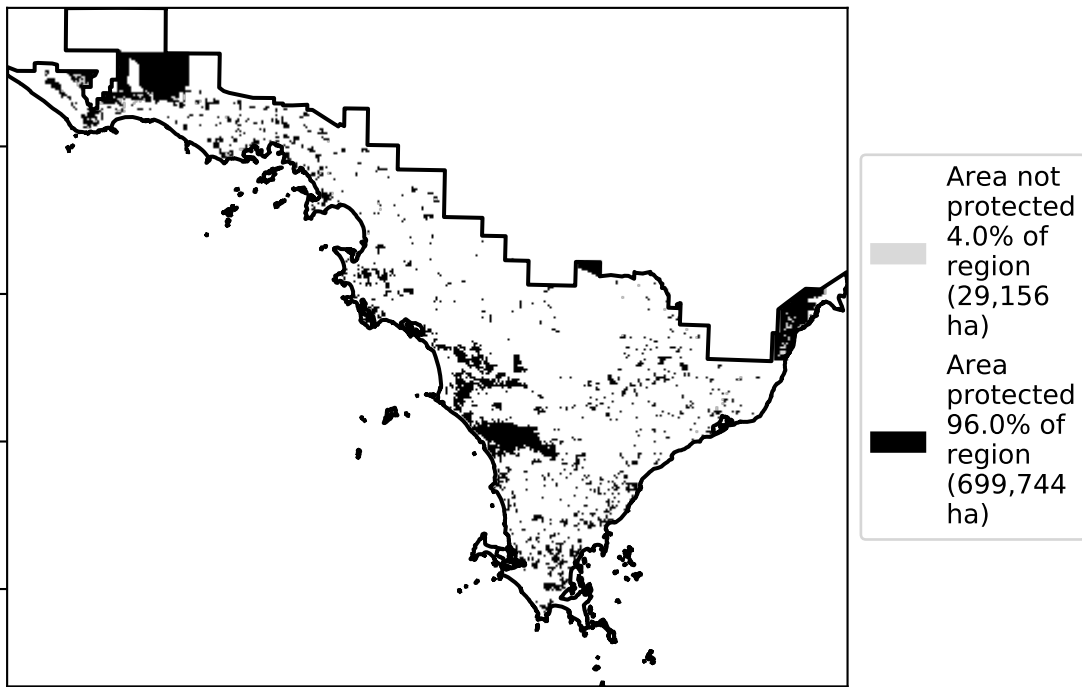 Area not
protected
4.0% of
region
(29,156
ha)
Area
protected
96.0% of
region
(699,744
ha)